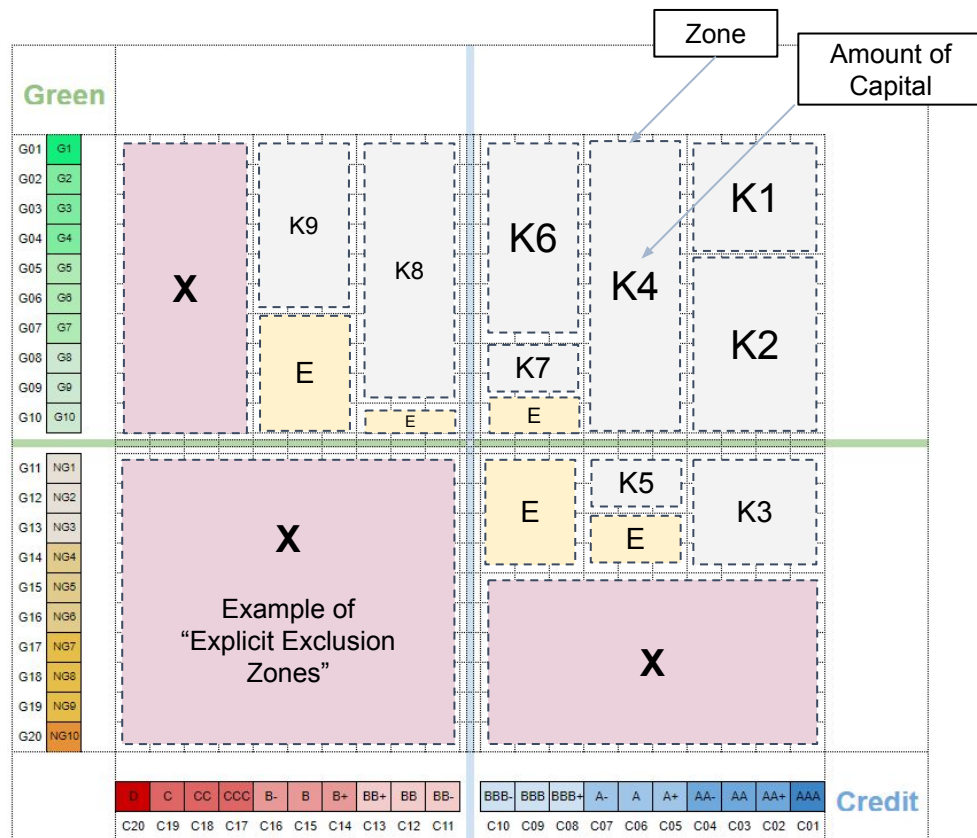 Zone
Amount of
Capital
Green
G01 G1
G02 G2
G03 G3
G04 G4
G05 G5
G06 G6
G07 G7
G08 G8
G09 G9
G10 G10
X
K9
E
K8
E
K6
K7
E
K4
K1
K2
G11 NG1
G12 NG2
G13 NG3
G14 NG4
G15 NG5
G16 NG6
G17 NG7
G18 NG8
G19 NG9
G20 NG10
X
Example of
“Explicit Exclusion
Zones”
E
K5
E
K3
X
D C CC CCC B- B B+ BB+ BB BB- BBB- BBB BBB+ A- A A+ AA- AA AA+ AAA
C20 C19 C18 C17 C16 C15 C14 C13 C12 C11 C10 C09 C08 C07 C06 C05 C04 C03 C02 C01
Credit